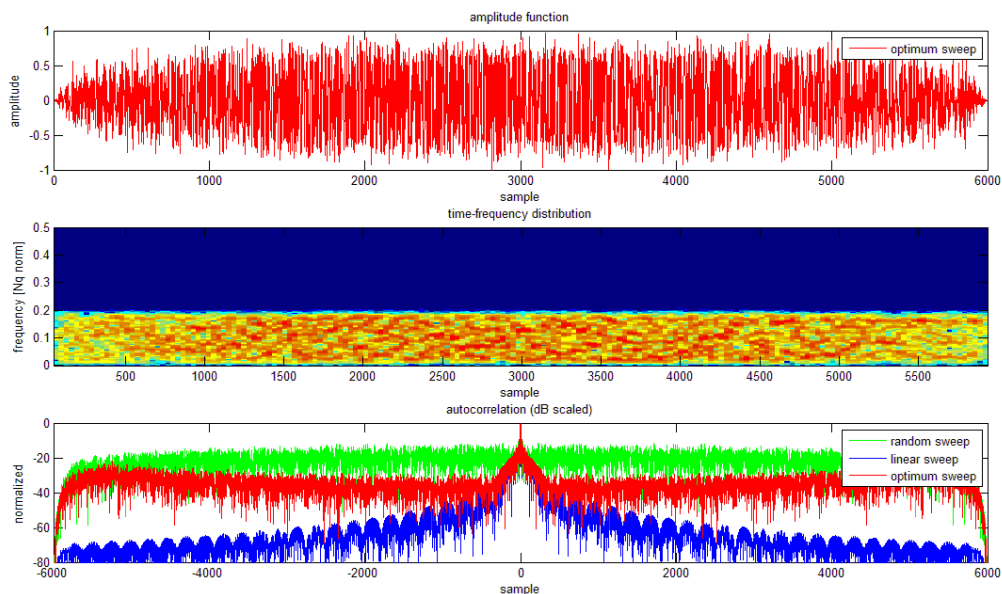 amplitude function
amplitude
1
0.5
0
-0.5
-1
optimum sweep
0 1000 2000 3000 4000 5000 6000
sample
time-frequency distribution
frequency [Nq norm]
0.5
0.4
0.3
0.2
0.1
0
500 1000 1500 2000 2500 3000 3500 4000 4500 5000 5500
sample
autocorrelation (dB scaled)
normalized
0
-20
-40
-60
-80
random sweep
linear sweep
optimum sweep
-6000 -4000 -2000 0 2000 4000 6000
sample